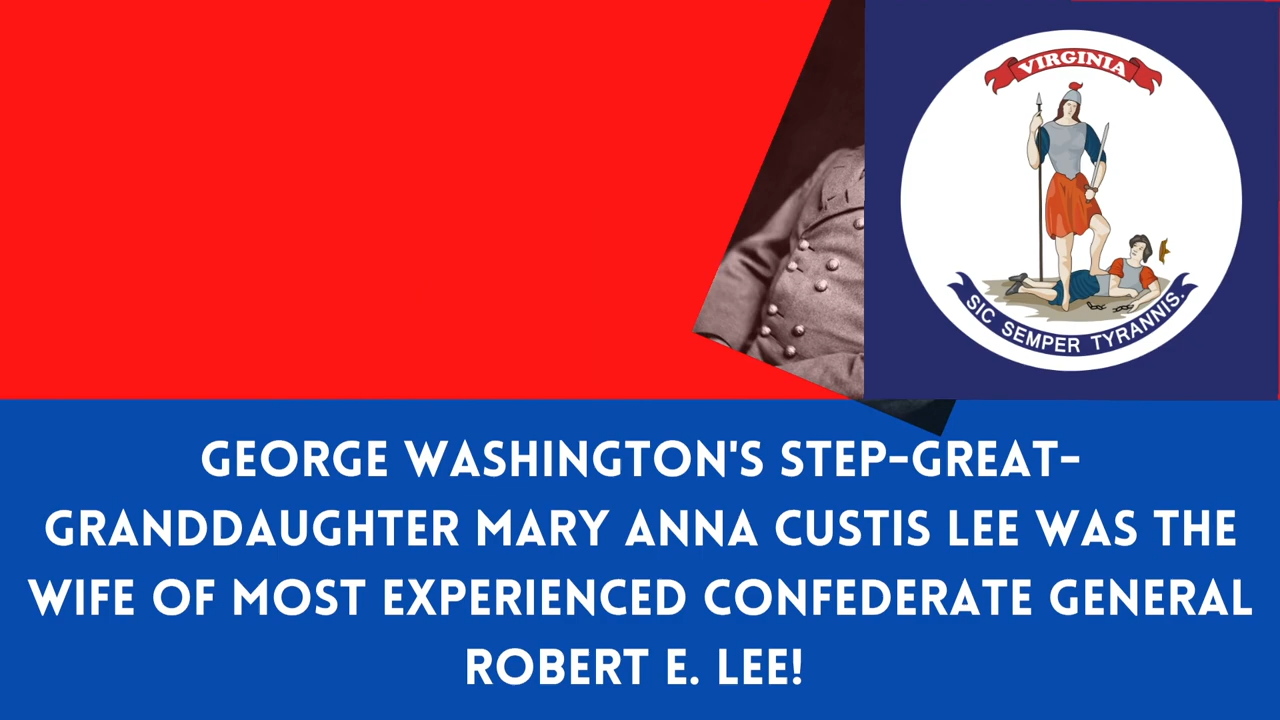 VIRGINIA
SIC SEMPER TYRANNIS.
GEORGE WASHINGTON'S STEP-GREAT-
GRANDDAUGHTER MARY ANNA CUSTIS LEE WAS THE
WIFE OF MOST EXPERIENCED CONFEDERATE GENERAL
ROBERT E. LEE!